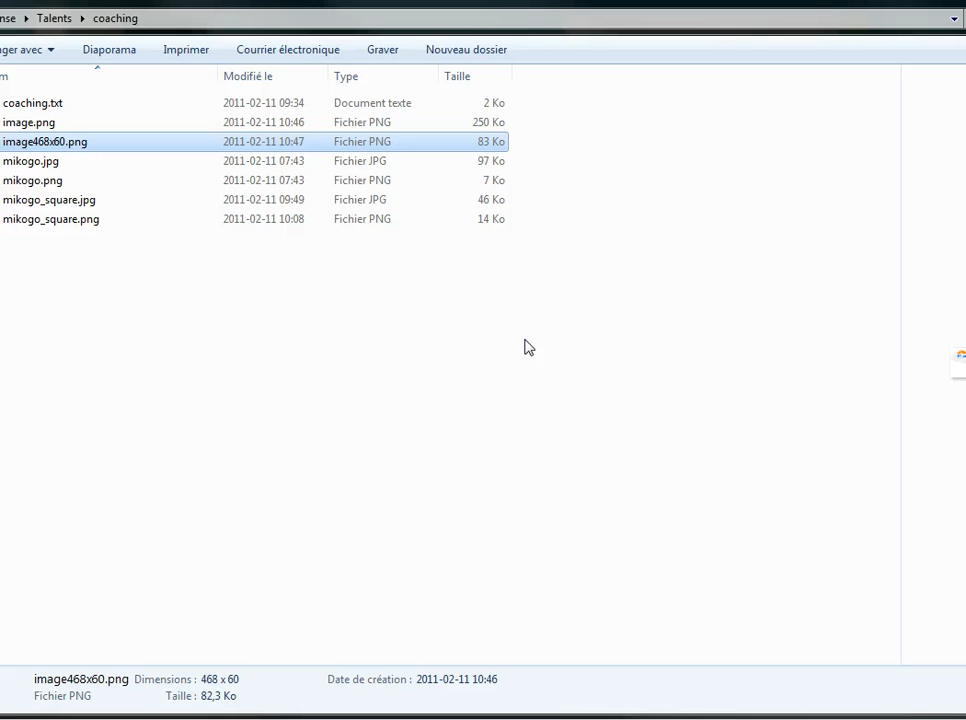 nse ▸ Talents ▸ coaching
ger avec Diaporama Imprimer Courrier électronique Graver Nouveau dossier
m Modifié le Type Taille
coaching.txt 2011-02-11 09:34 Document texte 2 Ko
image.png 2011-02-11 10:46 Fichier PNG 250 Ko
image468x60.png 2011-02-11 10:47 Fichier PNG 83 Ko
mikogo.jpg 2011-02-11 07:43 Fichier JPG 97 Ko
mikogo.png 2011-02-11 07:43 Fichier PNG 7 Ko
mikogo_square.jpg 2011-02-11 09:49 Fichier JPG 46 Ko
mikogo_square.png 2011-02-11 10:08 Fichier PNG 14 Ko
image468x60.png Dimensions : 468 x 60 Date de création : 2011-02-11 10:46
Fichier PNG Taille : 82,3 Ko